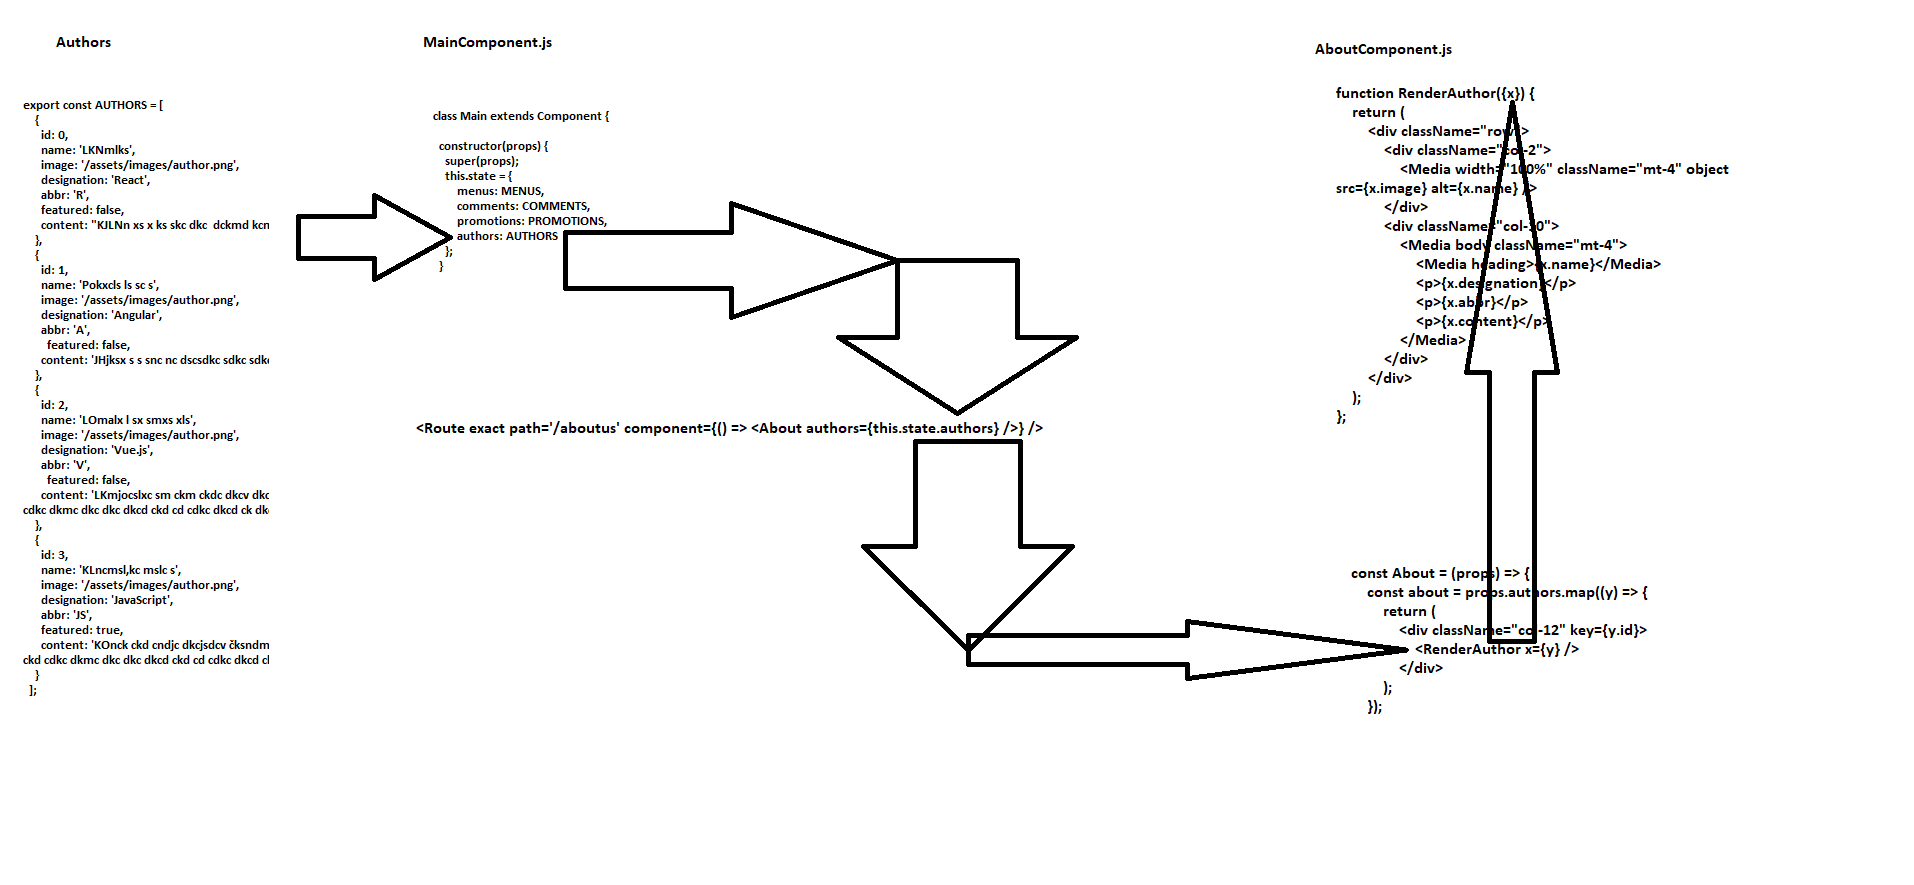 Authors
export const AUTHORS = [
{
id: 0,
name: 'LKNmlks',
image: '/assets/images/author.png',
designation: 'React',
abbr: 'R',
featured: false,
content: "KJLNn xs x ks skc dkc  dckmd kcn
},
{
id: 1,
name: 'Pokxcls ls sc s',
image: '/assets/images/author.png',
designation: 'Angular',
abbr: 'A',
featured: false,
content: 'JHjksx s s snc nc dscsdkc sdkc sdk
},
{
id: 2,
name: 'LOmalx l sx smxs xls',
image: '/assets/images/author.png',
designation: 'Vue.js',
abbr: 'V',
featured: false,
content: 'LKmjocslxc sm ckm ckdc dkcv dkc
cdkc dkmc dkc dkc dkcd ckd cd cdkc dkcd ck dk
},
{
id: 3,
name: 'KLncmsl,kc mslc s',
image: '/assets/images/author.png',
designation: 'JavaScript',
abbr: 'JS',
featured: true,
content: 'KOnck ckd cndjc dkcjsdcv čksndm
ckd cdkc dkmc dkc dkc dkcd ckd cd cdkc dkcd cl
}
];
MainComponent.js
class Main extends Component {
constructor(props) {
super(props);
this.state = {
menus: MENUS,
comments: COMMENTS,
promotions: PROMOTIONS,
authors: AUTHORS
};
}
<Route exact path='/aboutus' component={() => <About authors={this.state.authors} />} />
AboutComponent.js
function RenderAuthor({x}) {
return (
<div className="row">
<div className="col-2">
<Media width="100%" className="mt-4" object
src={x.image} alt={x.name} />
</div>
<div className="col-10">
<Media body className="mt-4">
<Media heading>{x.name}</Media>
<p>{x.designation}</p>
<p>{x.abbr}</p>
<p>{x.content}</p>
</Media>
</div>
</div>
);
};
const About = (props) => {
const about = props.authors.map((y) => {
return (
<div className="col-12" key={y.id}>
<RenderAuthor x={y} />
</div>
);
});